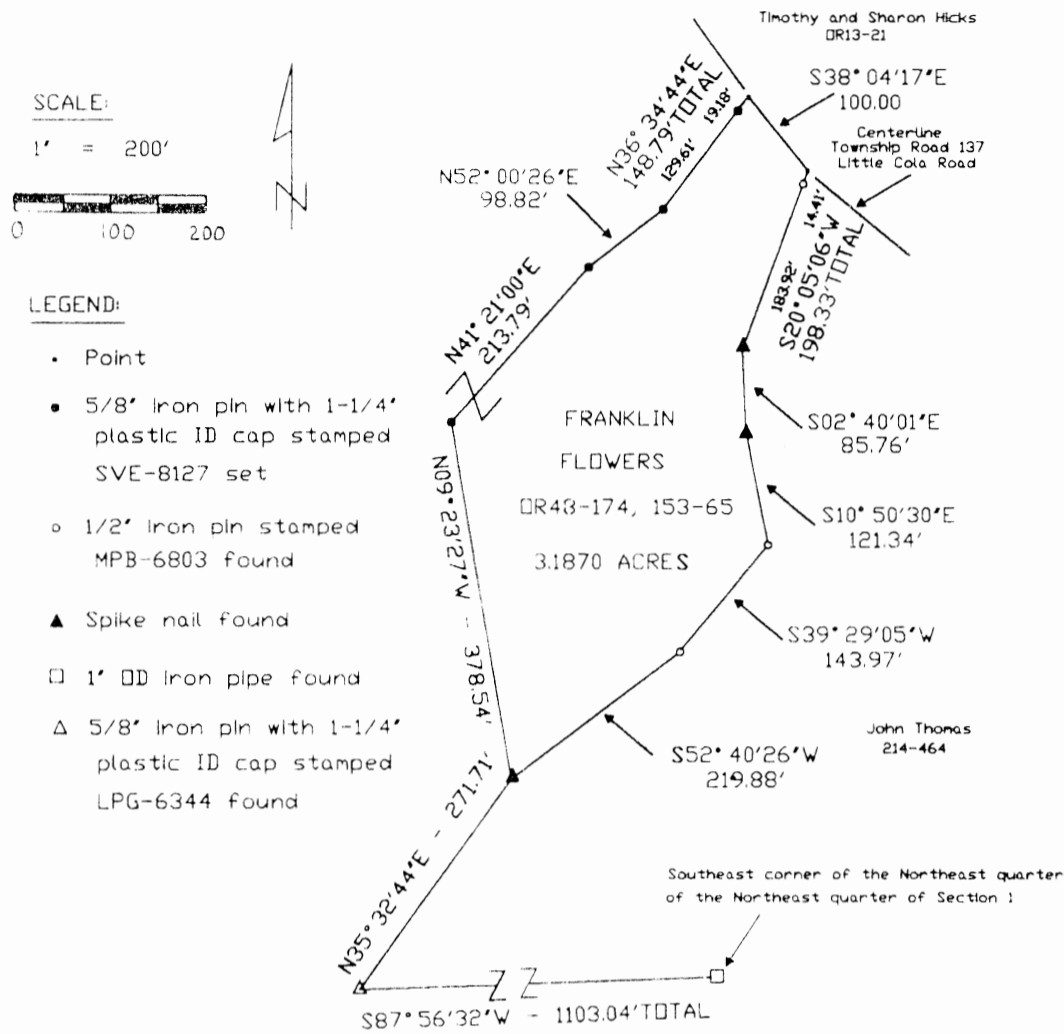 Timothy and Sharon Hicks
OR13-21
S38° 04'17"E
100.00
SCALE:
1" = 200'
0 100 200
N
N36° 34'44"E
148.79' TOTAL
129.61'
19.18'
Centerline
Township Road 137
Little Cola Road
N52° 00'26"E
98.82'
14.41'
183.92'
S20° 05'06"W
198.33' TOTAL
N41° 21'00"E
213.79'
LEGEND:
Point
5/8" iron pin with 1-1/4"
plastic ID cap stamped
SVE-8127 set
1/2" iron pin stamped
MPB-6803 found
Spike nail found
1" OD iron pipe found
5/8" iron pin with 1-1/4"
plastic ID cap stamped
LPG-6344 found
FRANKLIN
FLOWERS
OR48-174, 153-65
3.1870 ACRES
S02° 40'01"E
85.76'
S10° 50'30"E
121.34'
N09°23'27"W - 378.54'
S39° 29'05"W
143.97'
John Thomas
214-464
S52° 40'26"W
219.88'
N35° 32'44"E - 271.71'
Southeast corner of the Northeast quarter
of the Northeast quarter of Section 1
S87° 56'32"W - 1103.04' TOTAL